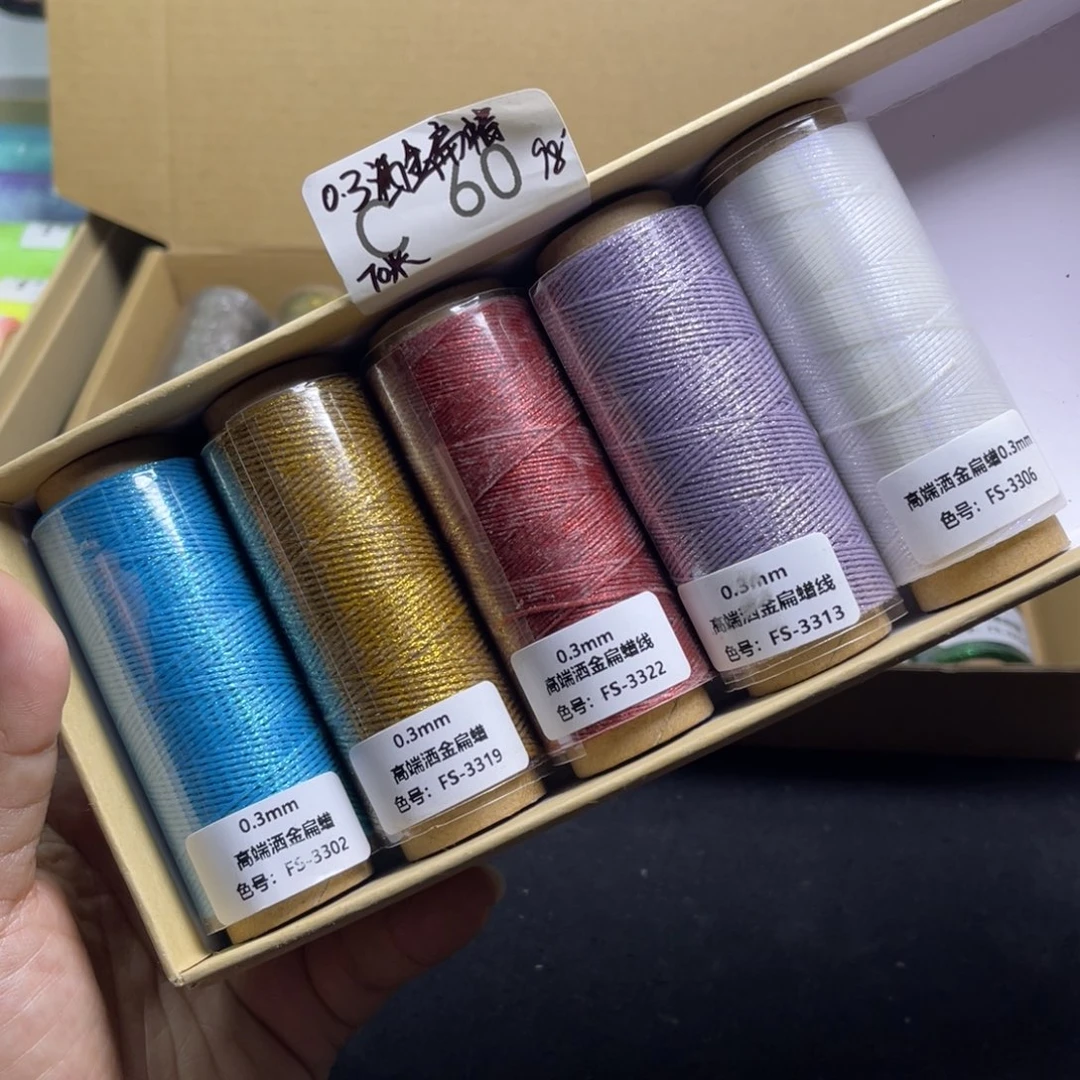 0.3洒金扁蜡
C 60 98
70米
0.3mm
高端洒金扁蜡
色号：FS-3302
0.3mm
高端洒金扁蜡
色号：FS-3319
0.3mm
高端洒金扁蜡线
色号：FS-3322
0.3mm
高端洒金扁蜡线
色号：FS-3313
高端洒金扁蜡0.3mm
色号：FS-3306